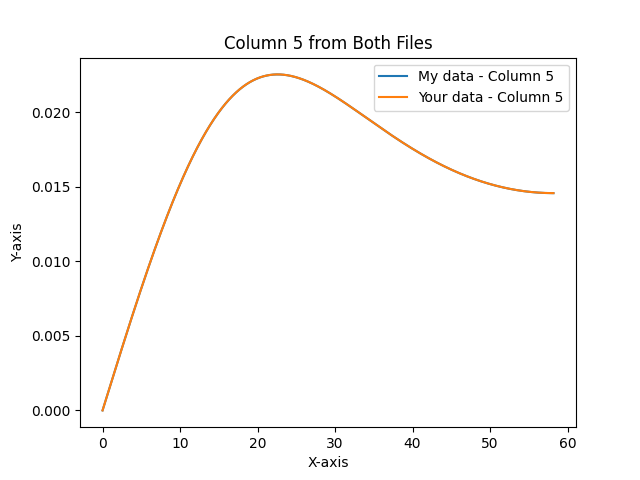 Column 5 from Both Files
My data - Column 5
Your data - Column 5
0.020
0.015
0.010
0.005
0.000
Y-axis
0 10 20 30 40 50 60
X-axis